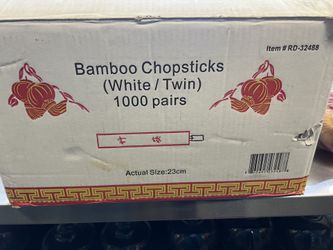 Item # RD-32488
Bamboo Chopsticks
(White / Twin)
1000 pairs
Actual Size:23cm